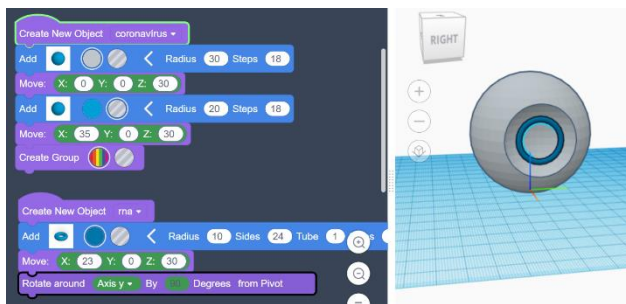 Create New Object coronavIrus
Add Radius 30 Steps 18
Move: X: 0 Y: 0 Z: 30
Add Radius 20 Steps 18
Move: X: 35 Y: 0 Z: 30
Create Group
Create New Object rna
Add Radius 10 Sides 24 Tube 1
Move: X: 23 Y: 0 Z: 30
Rotate around Axis y By 90 Degrees from Pivot
RIGHT